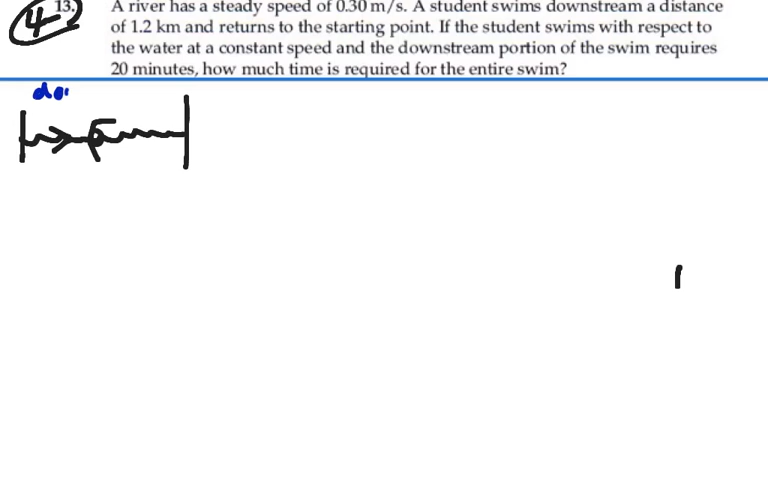 4 13.) A river has a steady speed of 0.30 m/s. A student swims downstream a distance
of 1.2 km and returns to the starting point. If the student swims with respect to
the water at a constant speed and the downstream portion of the swim requires
20 minutes, how much time is required for the entire swim?